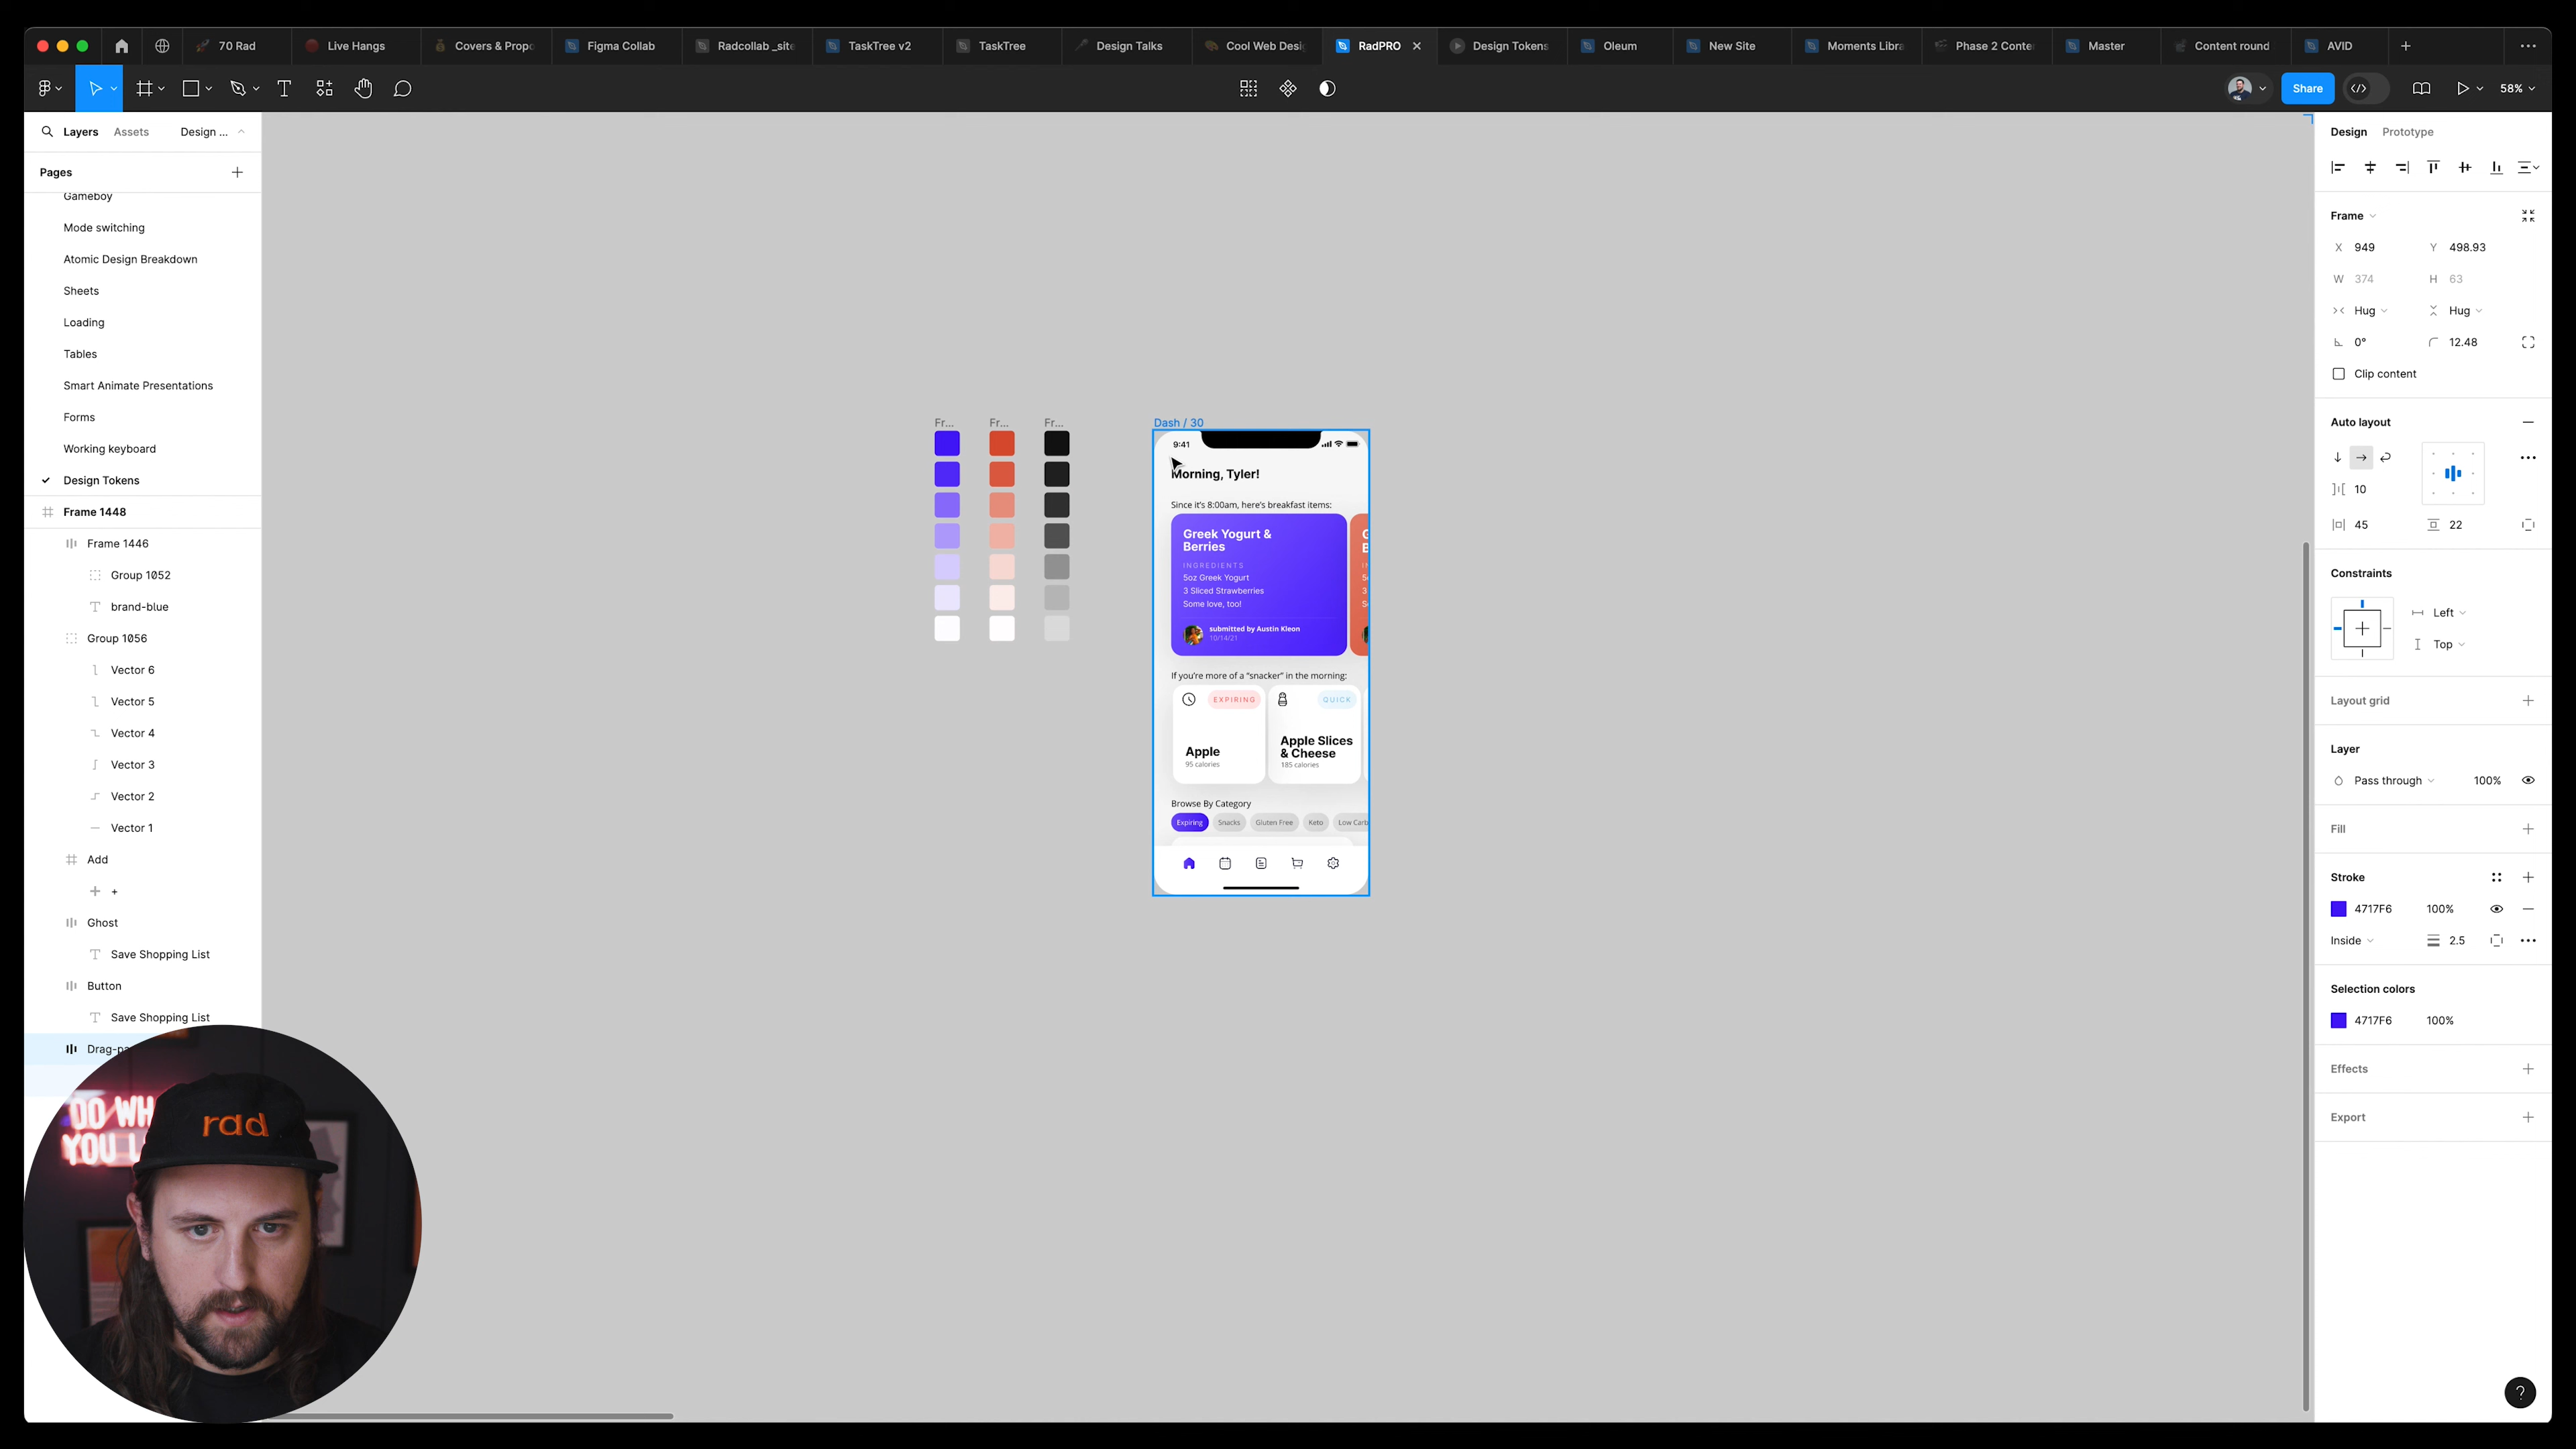 70 Rad
Live Hangs
Covers & Propo
Figma Collab
Radcollab _site
TaskTree v2
TaskTree
Design Talks
Cool Web Desi
RadPRO
Design Tokens
Oleum
New Site
Moments Libra
Phase 2 Conte
Master
Content round
AVID
Share
58%
Layers
Assets
Design ...
Pages
Gameboy
Mode switching
Atomic Design Breakdown
Sheets
Loading
Tables
Smart Animate Presentations
Forms
Working keyboard
Design Tokens
Frame 1448
Frame 1446
Group 1052
brand-blue
Group 1056
Vector 6
Vector 5
Vector 4
Vector 3
Vector 2
Vector 1
Add
+
Ghost
Save Shopping List
Button
Save Shopping List
Drag-pa
DO WH
YOU L
rad
Fr...
Fr...
Fr...
Dash / 30
9:41
Morning, Tyler!
Since it's 8:00am, here's breakfast items:
Greek Yogurt &
Berries
INGREDIENTS
5oz Greek Yogurt
3 Sliced Strawberries
Some love, too!
submitted by Austin Kleon
10/14/21
If you're more of a "snacker" in the morning:
EXPIRING
QUICK
Apple
95 calories
Apple Slices
& Cheese
185 calories
Browse By Category
Expiring
Snacks
Gluten Free
Keto
Low Carb
Design
Prototype
Frame
X 949
Y 498.93
W 374
H 63
Hug
Hug
0°
12.48
Clip content
Auto layout
10
45
22
Constraints
Left
Top
Layout grid
Layer
Pass through
100%
Fill
Stroke
4717F6
100%
Inside
2.5
Selection colors
4717F6
100%
Effects
Export
?